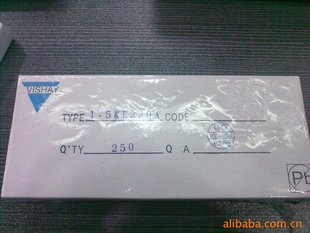 VISHAY
TYPE 1.5KE220A CODE
Q'TY 250 Q A
Pb
alibaba.com.cn